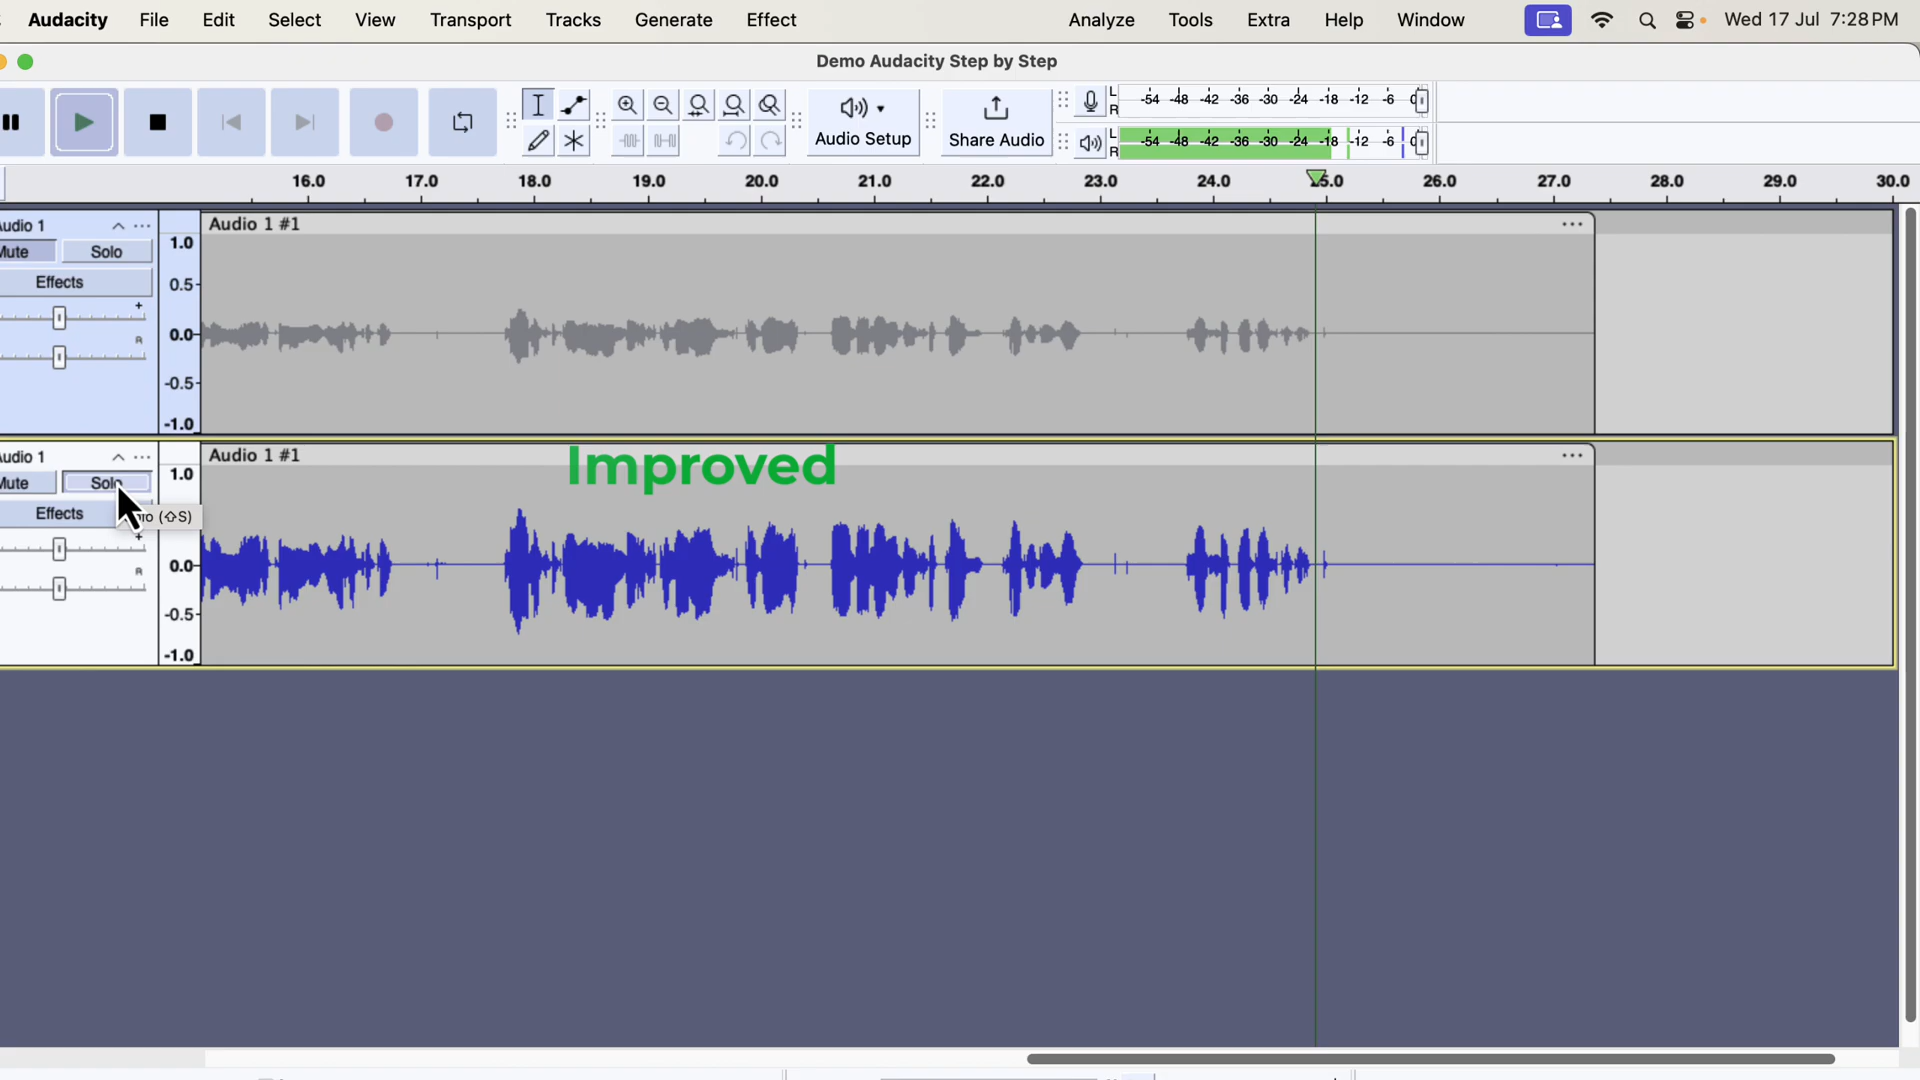 Audacity File Edit Select View Transport Tracks Generate Effect Analyze Tools Extra Help Window Wed 17 Jul 7:28 PM
Demo Audacity Step by Step
Audio Setup
Share Audio
L
R
-54 -48 -42 -36 -30 -24 -18 -12 -6 0
L
R
-54 -48 -42 -36 -30 -24 -18 -12 -6 0
16.0 17.0 18.0 19.0 20.0 21.0 22.0 23.0 24.0 25.0 26.0 27.0 28.0 29.0 30.0
udio 1
Audio 1 #1
Mute Solo
Effects
R
1.0
0.5
0.0
-0.5
-1.0
udio 1
Audio 1 #1
Improved
Mute Solo
Effects
(⇧S)
R
1.0
0.0
-0.5
-1.0